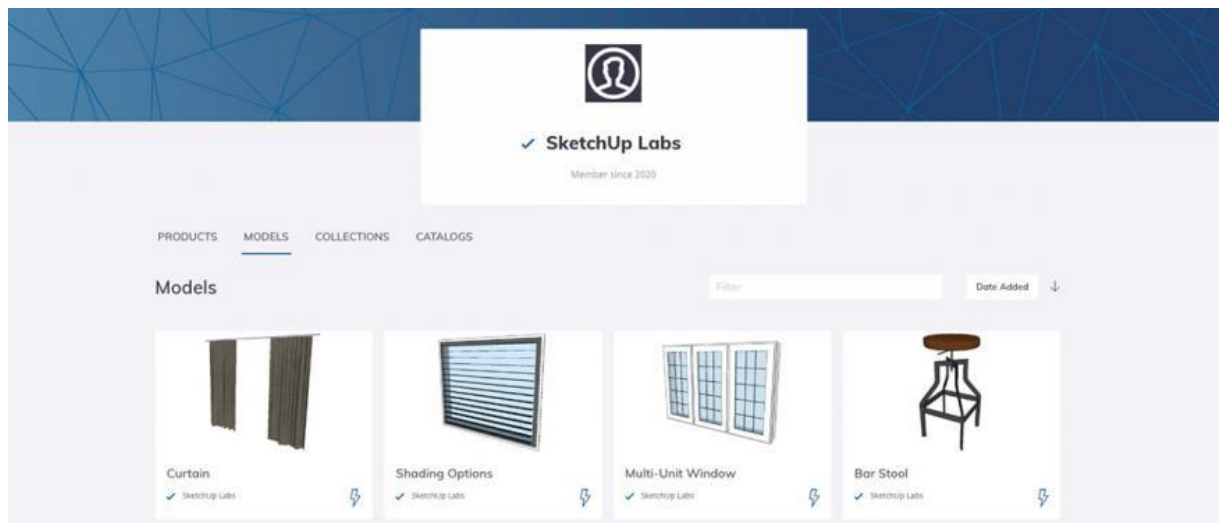 SketchUp Labs
Member since 2020
PRODUCTS MODELS COLLECTIONS CATALOGS
Models
Filter
Date Added
Curtain
SketchUp Labs
Shading Options
SketchUp Labs
Multi-Unit Window
SketchUp Labs
Bar Stool
SketchUp Labs